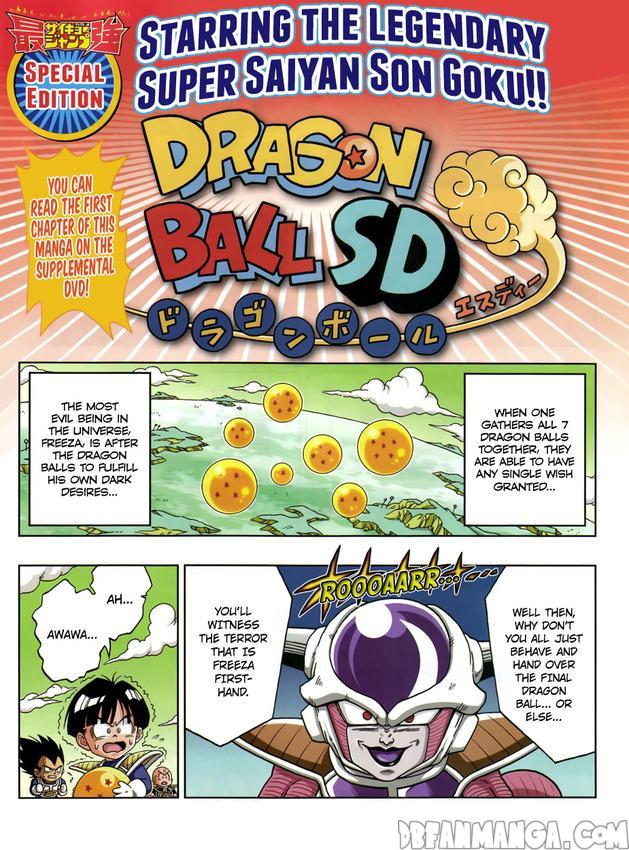 最強
サイキョー
ジャンプ
SPECIAL
EDITION
STARRING THE LEGENDARY
SUPER SAIYAN SON GOKU!!
YOU CAN
READ THE FIRST
CHAPTER OF THIS
MANGA ON THE
SUPPLEMENTAL
DVD!
DRAGON
BALL SD
ドラゴンボール
エスディー
WHEN ONE
GATHERS ALL 7
DRAGON BALLS
TOGETHER, THEY
ARE ABLE TO HAVE
ANY SINGLE WISH
GRANTED...
THE MOST
EVIL BEING IN
THE UNIVERSE,
FREEZA, IS AFTER
THE DRAGON
BALLS TO FULFILL
HIS OWN DARK
DESIRES...
ROOOAARR...
WELL THEN,
WHY DON'T
YOU ALL JUST
BEHAVE AND
HAND OVER
THE FINAL
DRAGON
BALL... OR
ELSE...
YOU'LL
WITNESS
THE TERROR
THAT IS
FREEZA
FIRST-
HAND.
AH...
AWAWA...
DBFANMANGA.COM